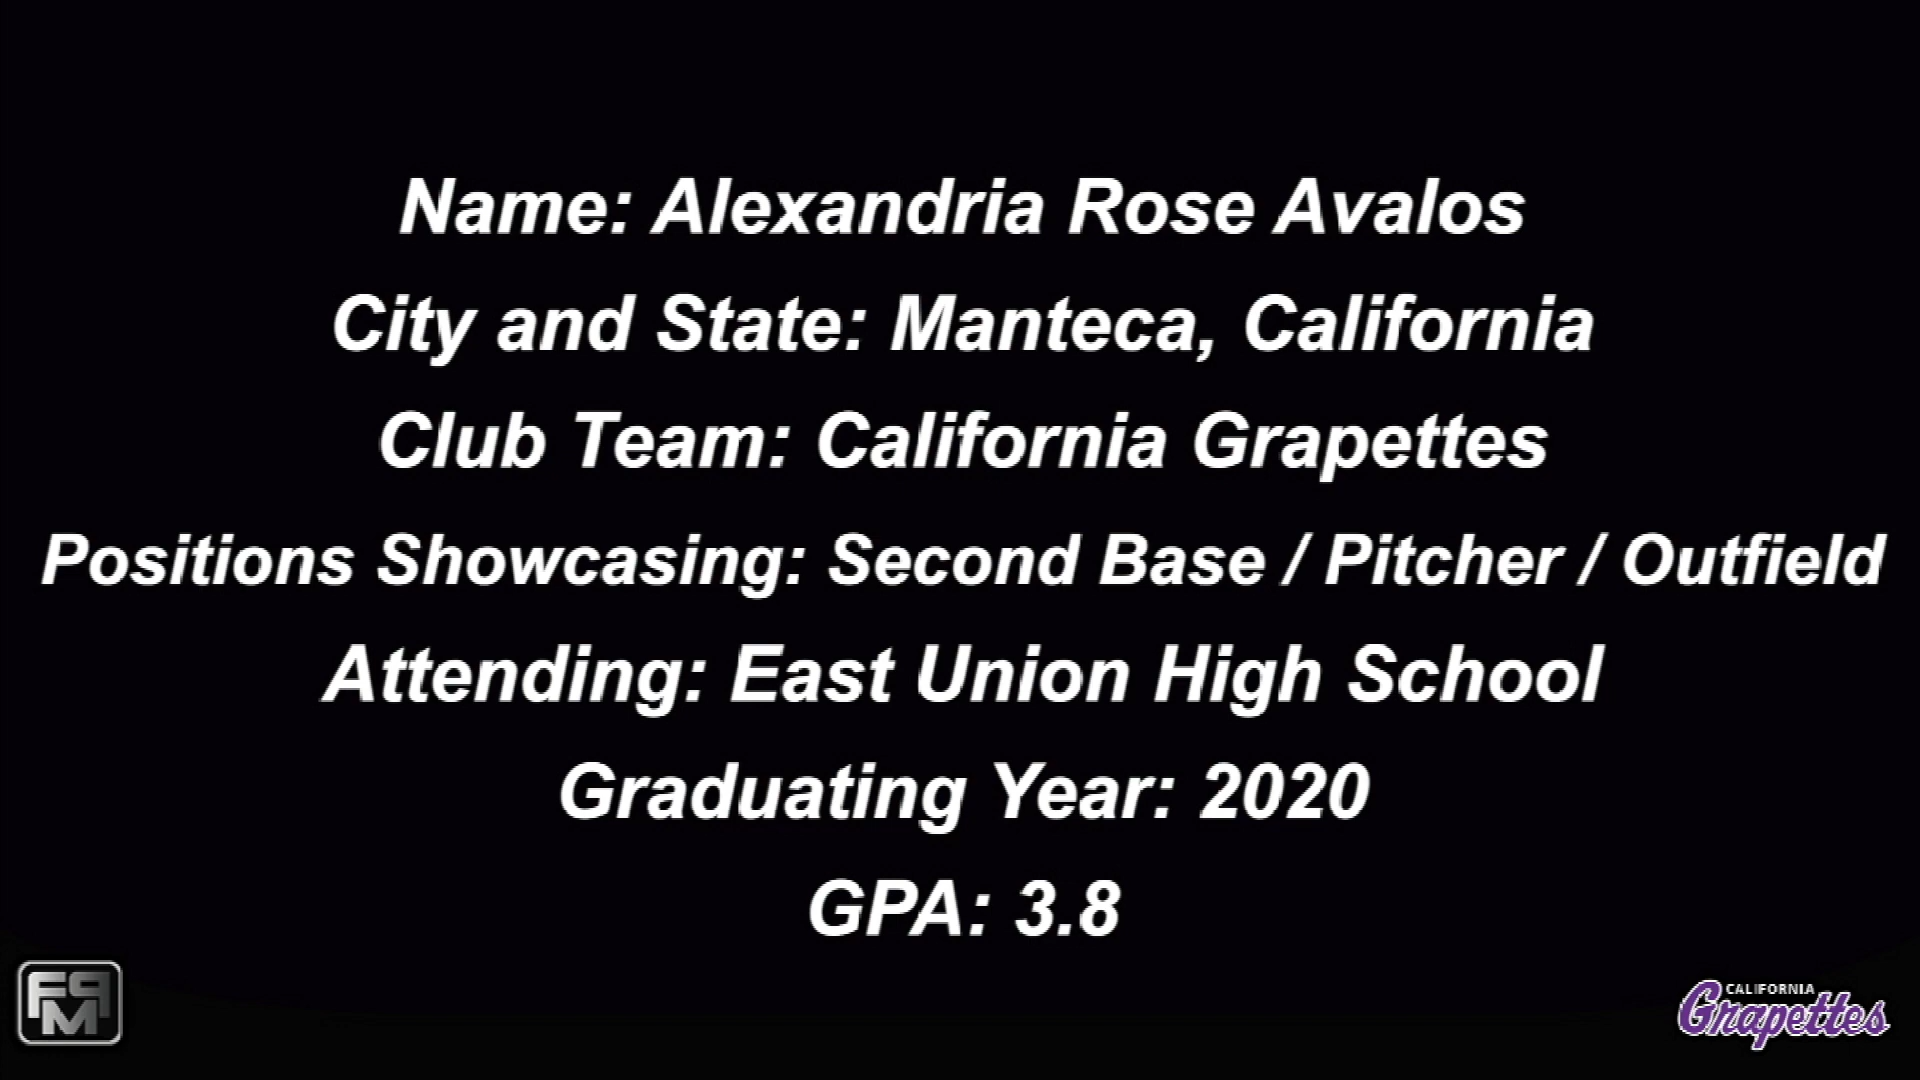 Name: Alexandria Rose Avalos
City and State: Manteca, California
Club Team: California Grapettes
Positions Showcasing: Second Base / Pitcher / Outfield
Attending: East Union High School
Graduating Year: 2020
GPA: 3.8
FPM
CALIFORNIA
Grapettes